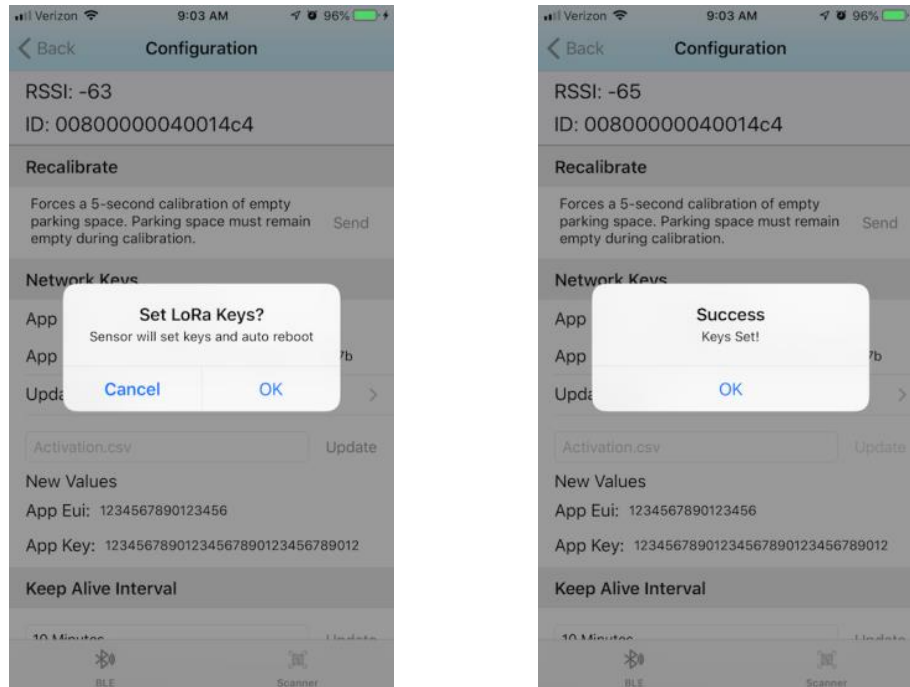 Verizon 9:03 AM 96%
Back Configuration
RSSI: -63
ID: 00800000040014c4
Recalibrate
Forces a 5-second calibration of empty
parking space. Parking space must remain
empty during calibration.
Send
Network Keys
App
Set LoRa Keys?
Sensor will set keys and auto reboot
App 7b
Cancel OK
Upda
Activation.csv Update
New Values
App Eui: 1234567890123456
App Key: 12345678901234567890123456789012
Keep Alive Interval
10 Minutes Update
BLE Scanner
Verizon 9:03 AM 96%
Back Configuration
RSSI: -65
ID: 00800000040014c4
Recalibrate
Forces a 5-second calibration of empty
parking space. Parking space must remain
empty during calibration.
Send
Network Keys
App
Success
Keys Set!
App 7b
OK
Upda
Activation.csv Update
New Values
App Eui: 1234567890123456
App Key: 12345678901234567890123456789012
Keep Alive Interval
10 Minutes Update
BLE Scanner